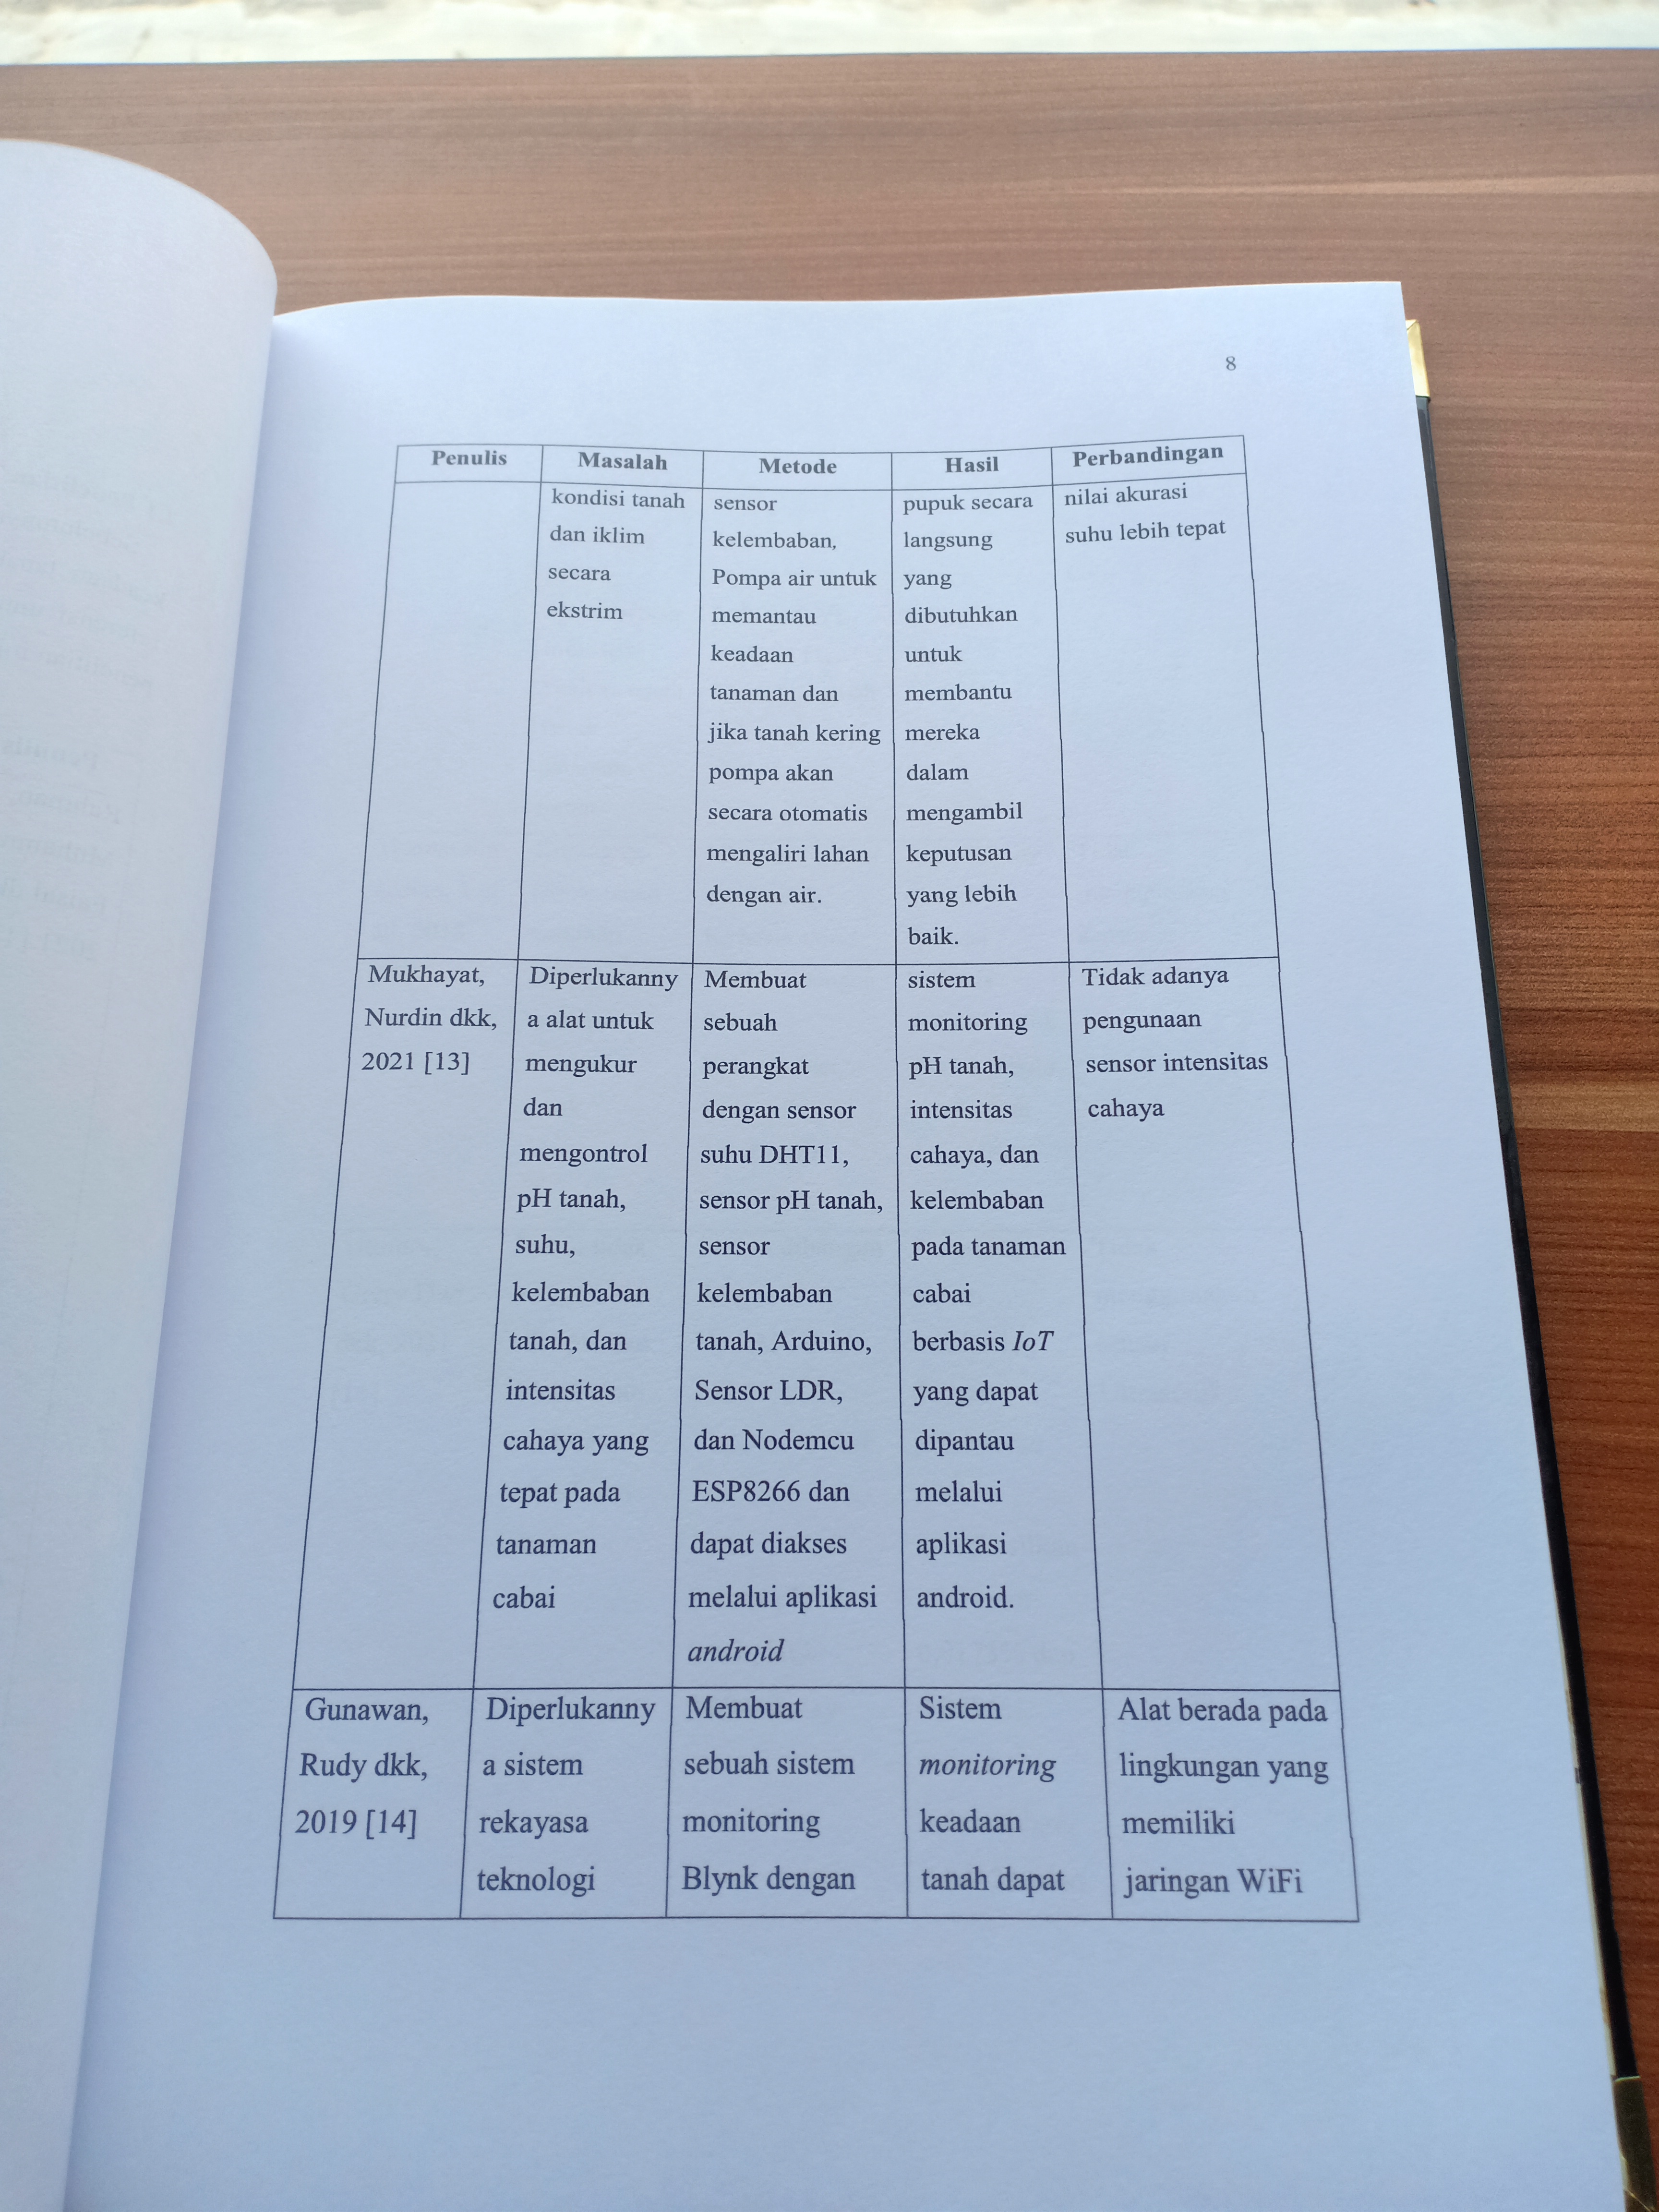 8
Penulis
Masalah
Metode
Hasil
Perbandingan
kondisi tanah
dan iklim
secara
ekstrim
sensor
kelembaban,
Pompa air untuk
memantau
keadaan
tanaman dan
jika tanah kering
pompa akan
secara otomatis
mengaliri lahan
dengan air.
pupuk secara
langsung
yang
dibutuhkan
untuk
membantu
mereka
dalam
mengambil
keputusan
yang lebih
baik.
nilai akurasi
suhu lebih tepat
Mukhayat,
Nurdin dkk,
2021 [13]
Diperlukanny
a alat untuk
mengukur
dan
mengontrol
pH tanah,
suhu,
kelembaban
tanah, dan
intensitas
cahaya yang
tepat pada
tanaman
cabai
Membuat
sebuah
perangkat
dengan sensor
suhu DHT11,
sensor pH tanah,
sensor
kelembaban
tanah, Arduino,
Sensor LDR,
dan Nodemcu
ESP8266 dan
dapat diakses
melalui aplikasi
android
sistem
monitoring
pH tanah,
intensitas
cahaya, dan
kelembaban
pada tanaman
cabai
berbasis IoT
yang dapat
dipantau
melalui
aplikasi
android.
Tidak adanya
pengunaan
sensor intensitas
cahaya
Gunawan,
Rudy dkk,
2019 [14]
Diperlukanny
a sistem
rekayasa
teknologi
Membuat
sebuah sistem
monitoring
Blynk dengan
Sistem
monitoring
keadaan
tanah dapat
Alat berada pada
lingkungan yang
memiliki
jaringan WiFi